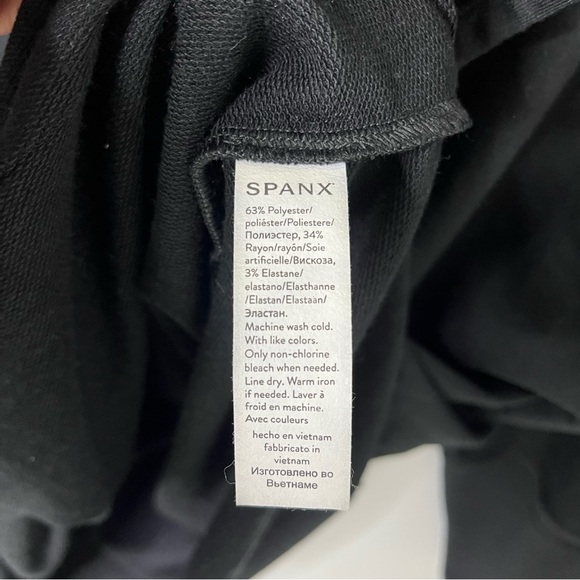 SPANX
63% Polyester/
poliéster/Poliestere/
Полиэстер, 34%
Rayon/rayón/Soie
artificielle/Вискоза,
3% Elastane/
elastano/Elasthanne
/Elastan/Elastaan/
Эластан.
Machine wash cold.
With like colors.
Only non-chlorine
bleach when needed.
Line dry. Warm iron
if needed. Laver à
froid en machine.
Avec couleurs
hecho en vietnam
fabbricato in
vietnam
Изготовлено во
Вьетнаме